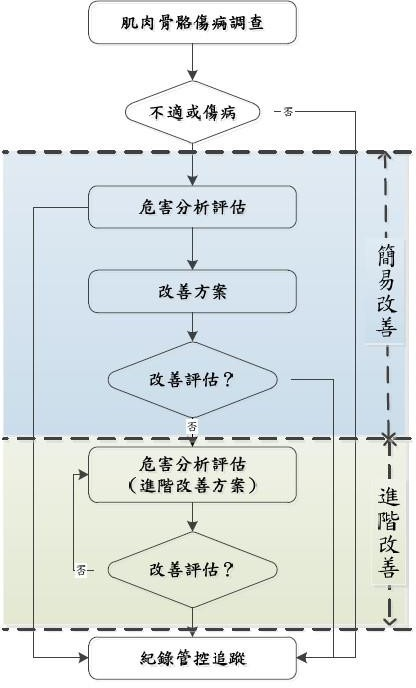 肌肉骨骼傷病調查
不適或傷病
否
危害分析評估
改善方案
簡易改善
改善評估？
否
危害分析評估
（進階改善方案）
進階改善
否
改善評估？
紀錄管控追蹤